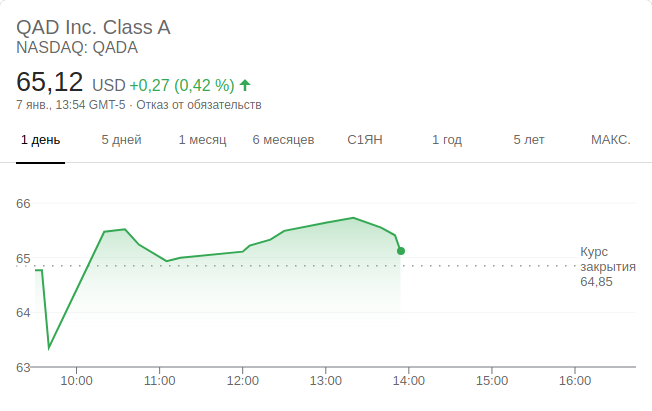 QAD Inc. Class A
NASDAQ: QADA
65,12 USD +0,27 (0,42 %)
7 янв., 13:54 GMT-5 · Отказ от обязательств
1 день 5 дней 1 месяц 6 месяцев С1ЯН 1 год 5 лет МАКС.
66
65
64
63
Курс
закрытия
64,85
10:00 11:00 12:00 13:00 14:00 15:00 16:00